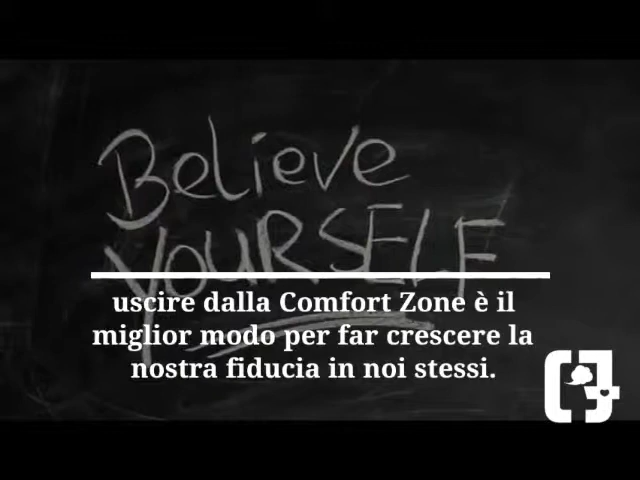 Believe
YOURSELF
uscire dalla Comfort Zone è il
miglior modo per far crescere la
nostra fiducia in noi stessi.